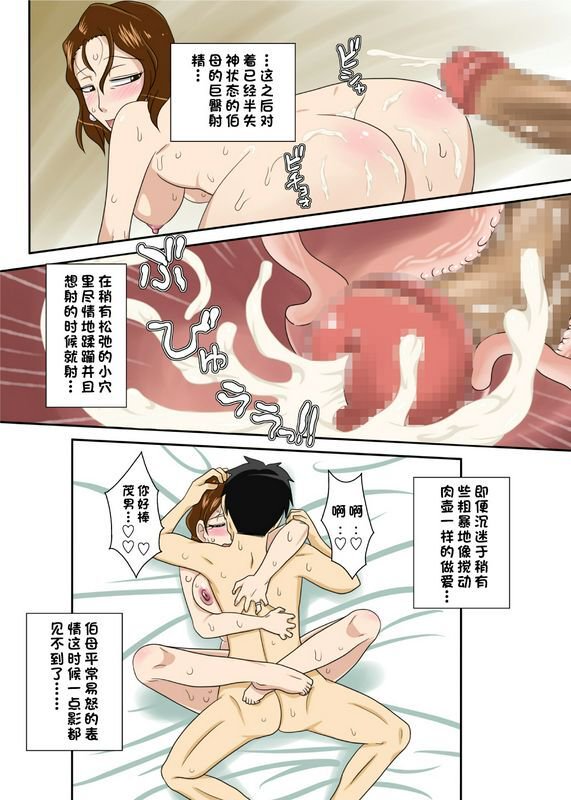 …这之后对
着已经半失
神状态的伯
母的巨臀射
精…
在稍有松弛的小穴
里尽情地蹂躏并且
想射的时候就射…
びゅうううっ!!
即便沉迷于稍有
些粗暴地像搅动
肉壶一样的做爱…
啊啊…♡♡
你好棒
茂男…♡♡
伯母平常易怒的表
情这时候一点影都
见不到了……